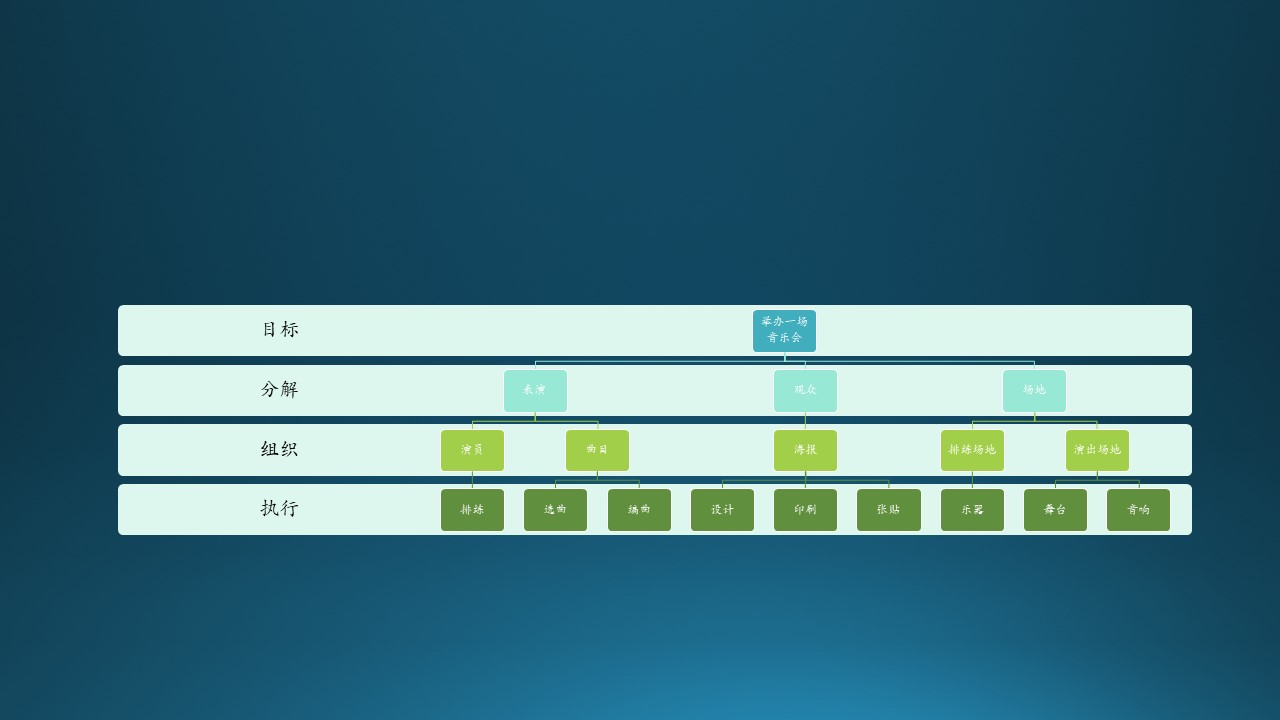 目标
举办一场
音乐会
分解
表演
观众
场地
组织
演员
曲目
海报
排练场地
演出场地
执行
排练
选曲
编曲
设计
印刷
张贴
乐器
舞台
音响